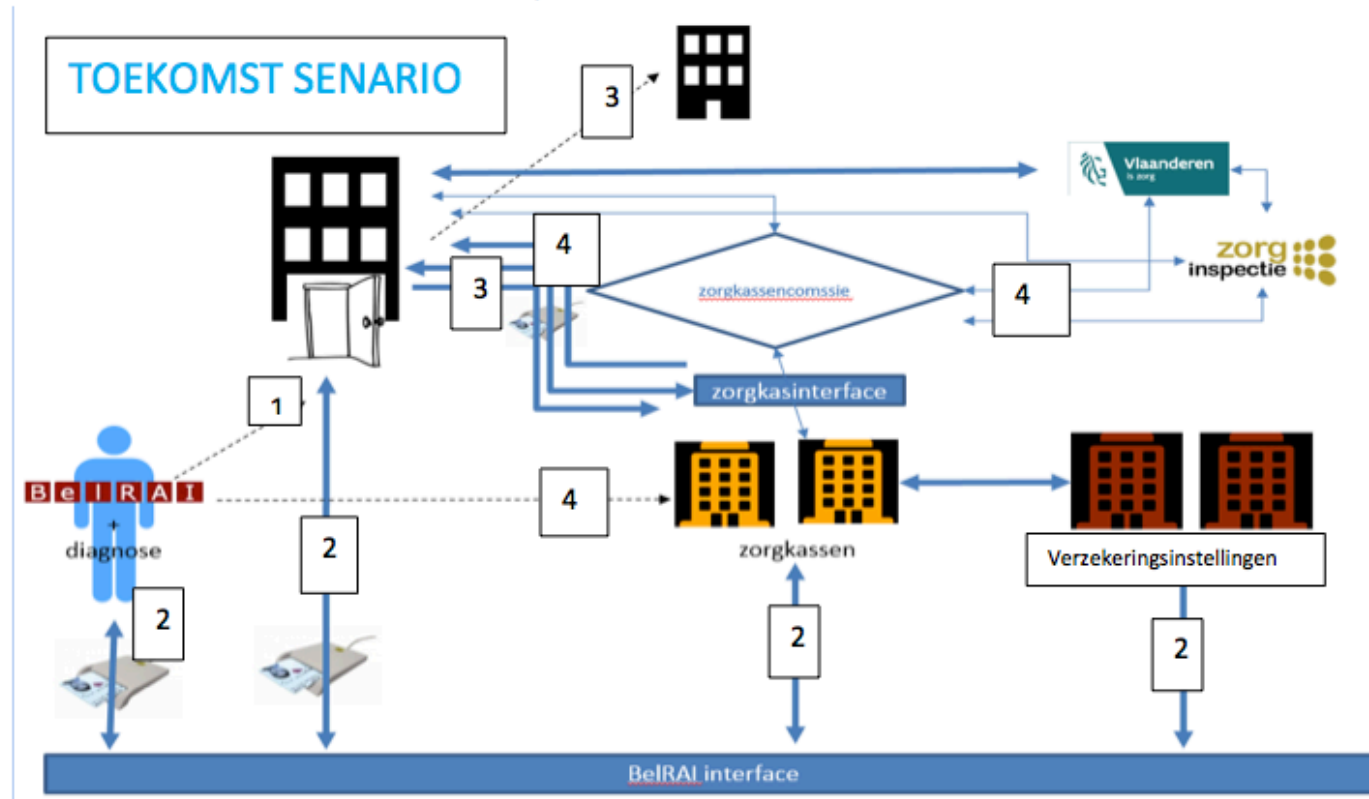 TOEKOMST SENARIO
3
Vlaanderen
is zorg
4
zorg
inspectie
3
zorgkassencomssie
4
1
zorgkasinterface
BelRAI
+
diagnose
4
2
zorgkassen
Verzekeringsinstellingen
2
2
2
BelRAI interface